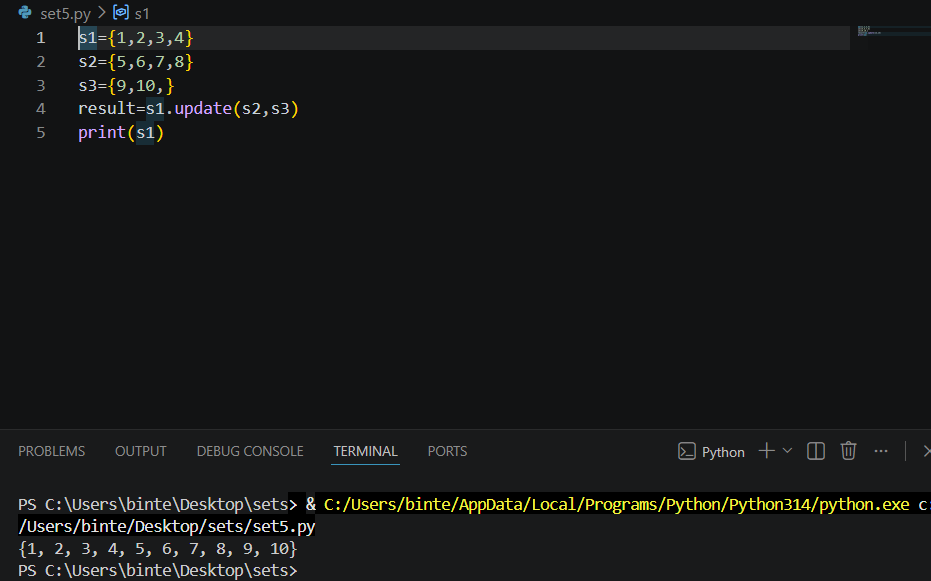 set5.py > s1
1 s1={1,2,3,4}
2 s2={5,6,7,8}
3 s3={9,10,}
4 result=s1.update(s2,s3)
5 print(s1)
PROBLEMS OUTPUT DEBUG CONSOLE TERMINAL PORTS Python
PS C:\Users\binte\Desktop\sets> & C:/Users/binte/AppData/Local/Programs/Python/Python314/python.exe c:
/Users/binte/Desktop/sets/set5.py
{1, 2, 3, 4, 5, 6, 7, 8, 9, 10}
PS C:\Users\binte\Desktop\sets>